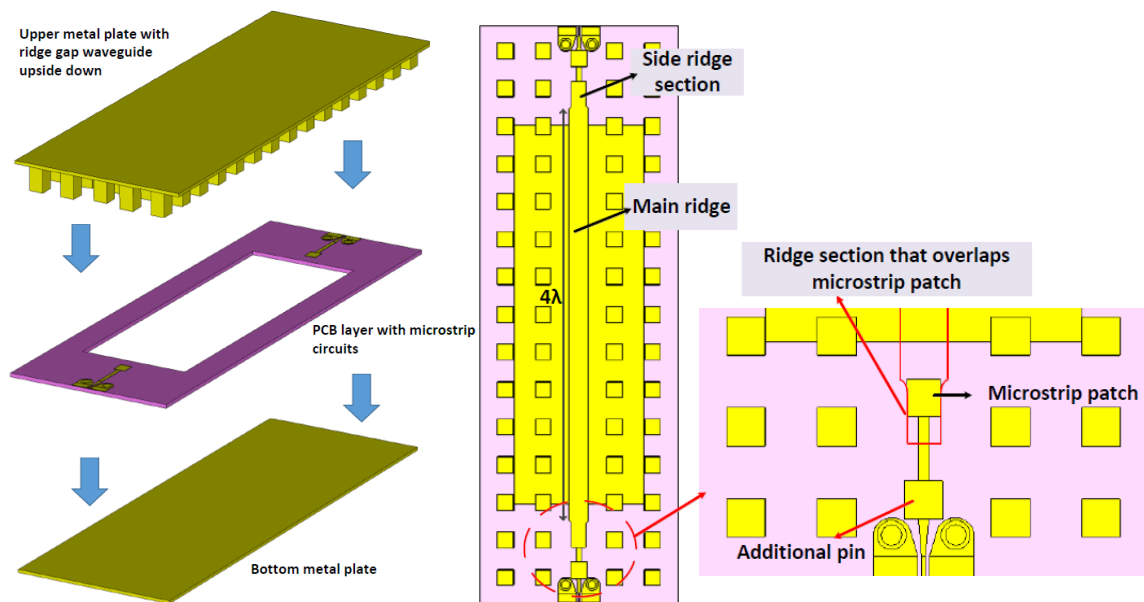 Upper metal plate with
ridge gap waveguide
upside down
PCB layer with microstrip
circuits
Bottom metal plate
Side ridge
section
Main ridge
4λ
Ridge section that overlaps
microstrip patch
Microstrip patch
Additional pin